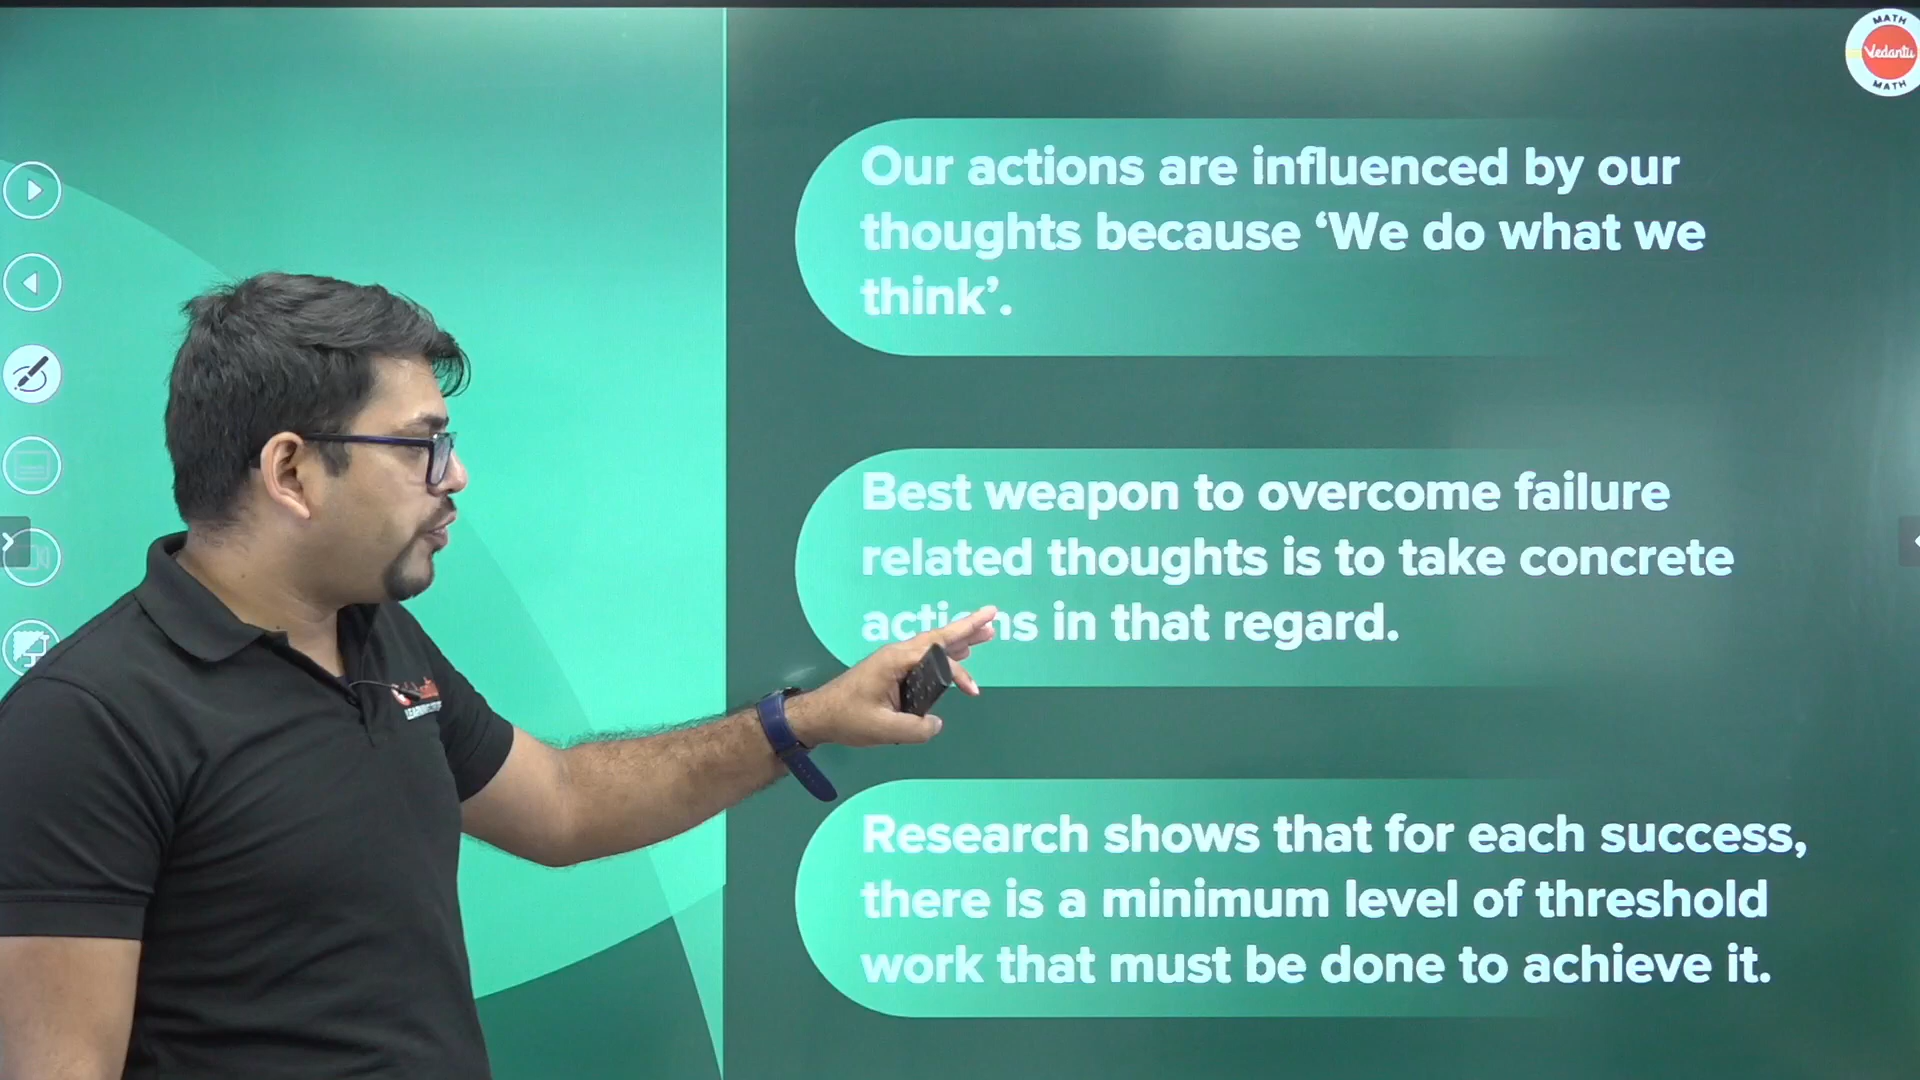 MATH
Vedantu
MATH
Our actions are influenced by our
thoughts because ‘We do what we
think’.
Best weapon to overcome failure
related thoughts is to take concrete
actions in that regard.
Research shows that for each success,
there is a minimum level of threshold
work that must be done to achieve it.